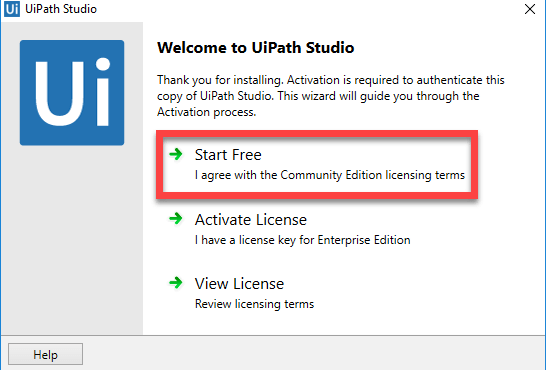 UiPath Studio
Ui
Welcome to UiPath Studio
Thank you for installing. Activation is required to authenticate this
copy of UiPath Studio. This wizard will guide you through the
Activation process.
Start Free
I agree with the Community Edition licensing terms
Activate License
I have a license key for Enterprise Edition
View License
Review licensing terms
Help